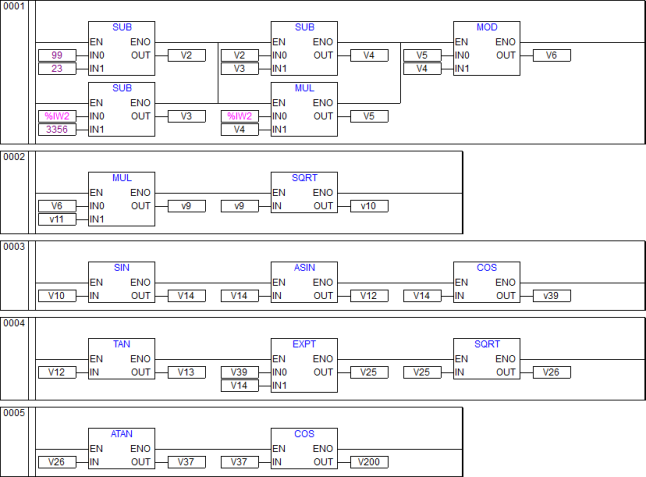 0001
SUB SUB MOD
EN ENO EN ENO EN ENO
99 IN0 OUT V2 V2 IN0 OUT V4 V5 IN0 OUT V6
23 IN1 V3 IN1 V4 IN1
SUB MUL
EN ENO EN ENO
%IW2 IN0 OUT V3 %IW2 IN0 OUT V5
3356 IN1 V4 IN1
0002
MUL SQRT
EN ENO EN ENO
V6 IN0 OUT v9 v9 IN OUT v10
v11 IN1
0003
SIN ASIN COS
EN ENO EN ENO EN ENO
V10 IN OUT V14 V14 IN OUT V12 V14 IN OUT v39
0004
TAN EXPT SQRT
EN ENO EN ENO EN ENO
V12 IN OUT V13 V39 IN0 OUT V25 V25 IN OUT V26
V14 IN1
0005
ATAN COS
EN ENO EN ENO
V26 IN OUT V37 V37 IN OUT V200